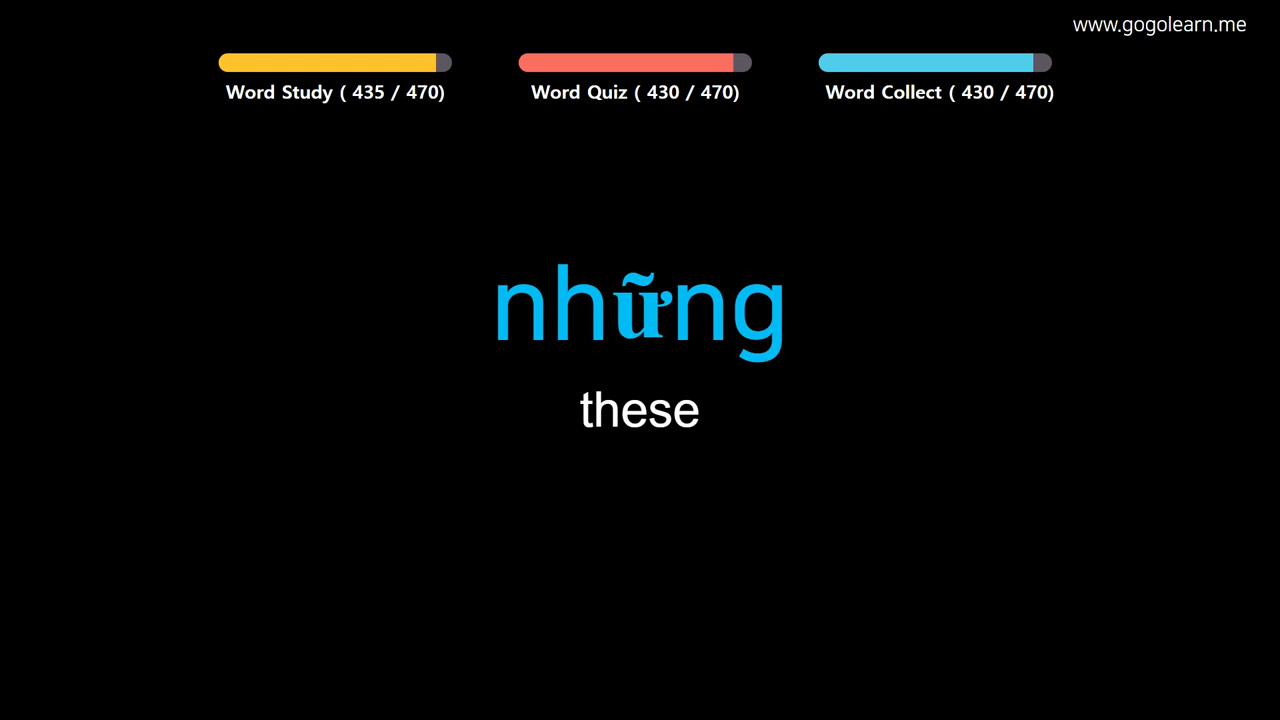 www.gogolearn.me
Word Study ( 435 / 470)
Word Quiz ( 430 / 470)
Word Collect ( 430 / 470)
những
these